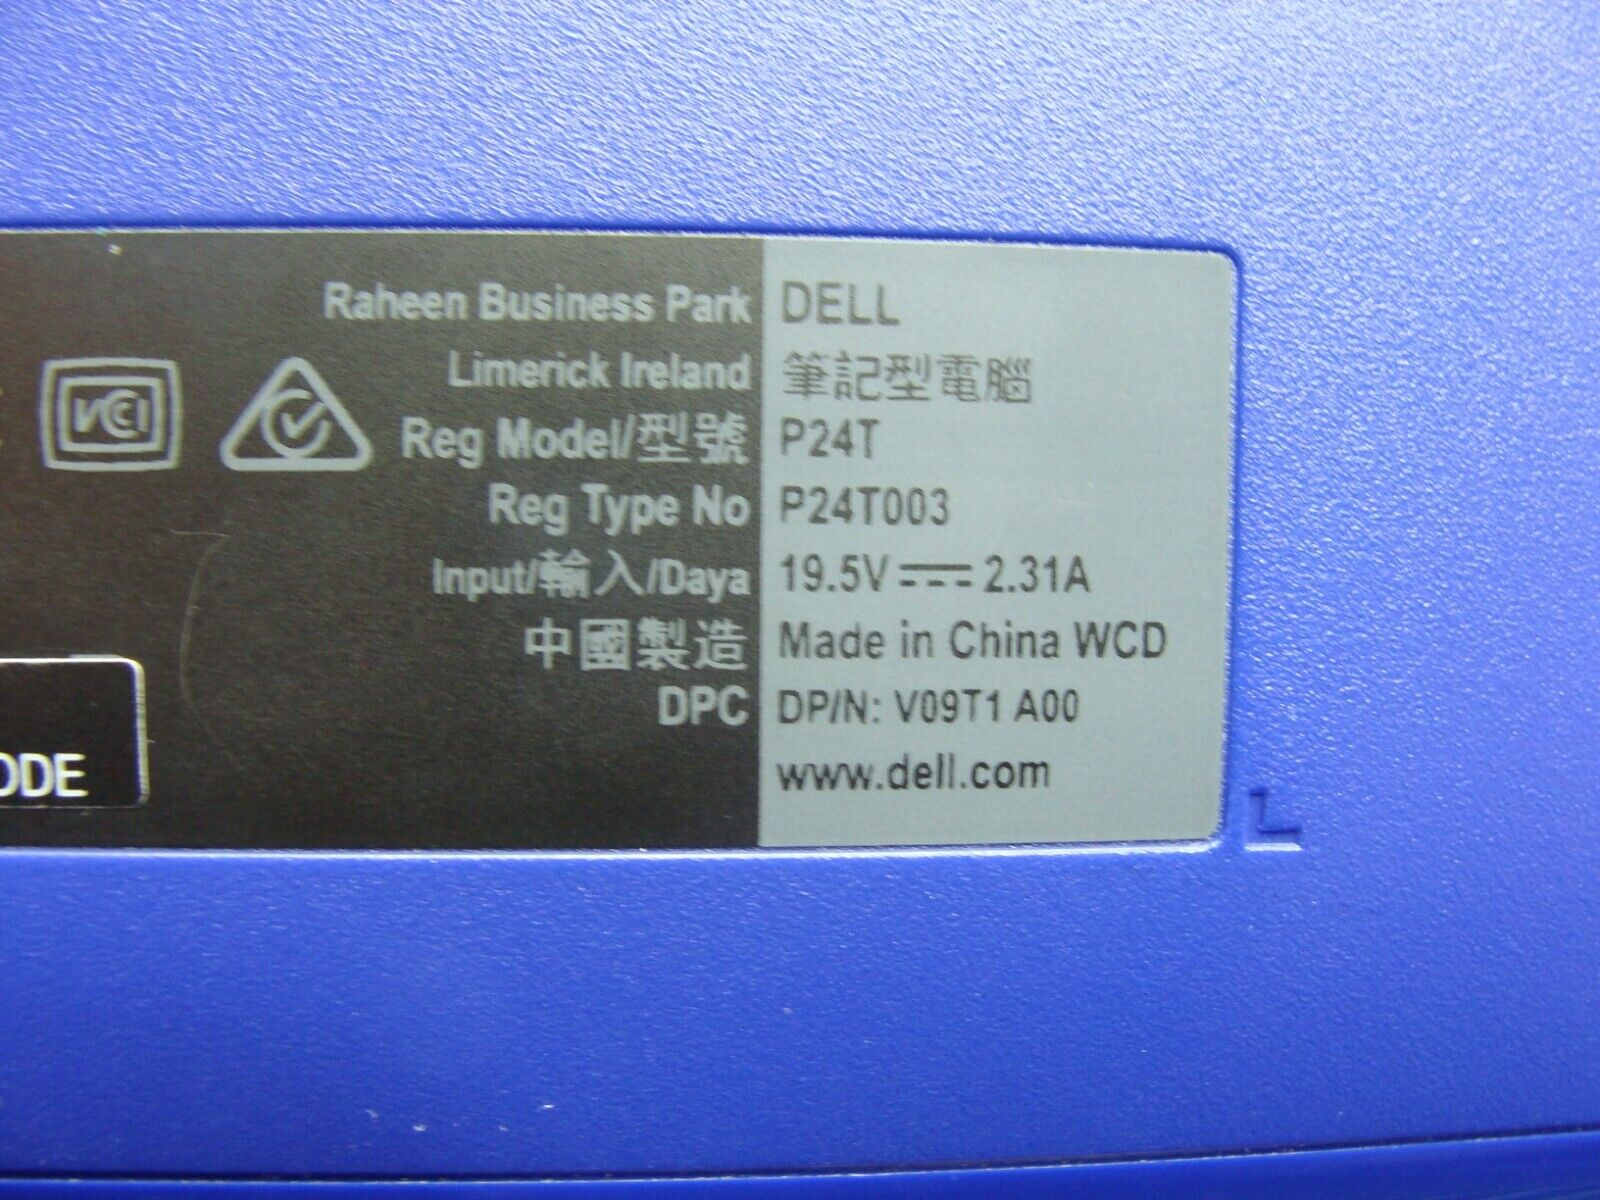 Raheen Business Park DELL
Limerick Ireland 筆記型電腦
Reg Model/型號 P24T
Reg Type No P24T003
Input/輸入/Daya 19.5V 2.31A
中國製造 Made in China WCD
DPC DP/N: V09T1 A00
www.dell.com
VCCI
ODE